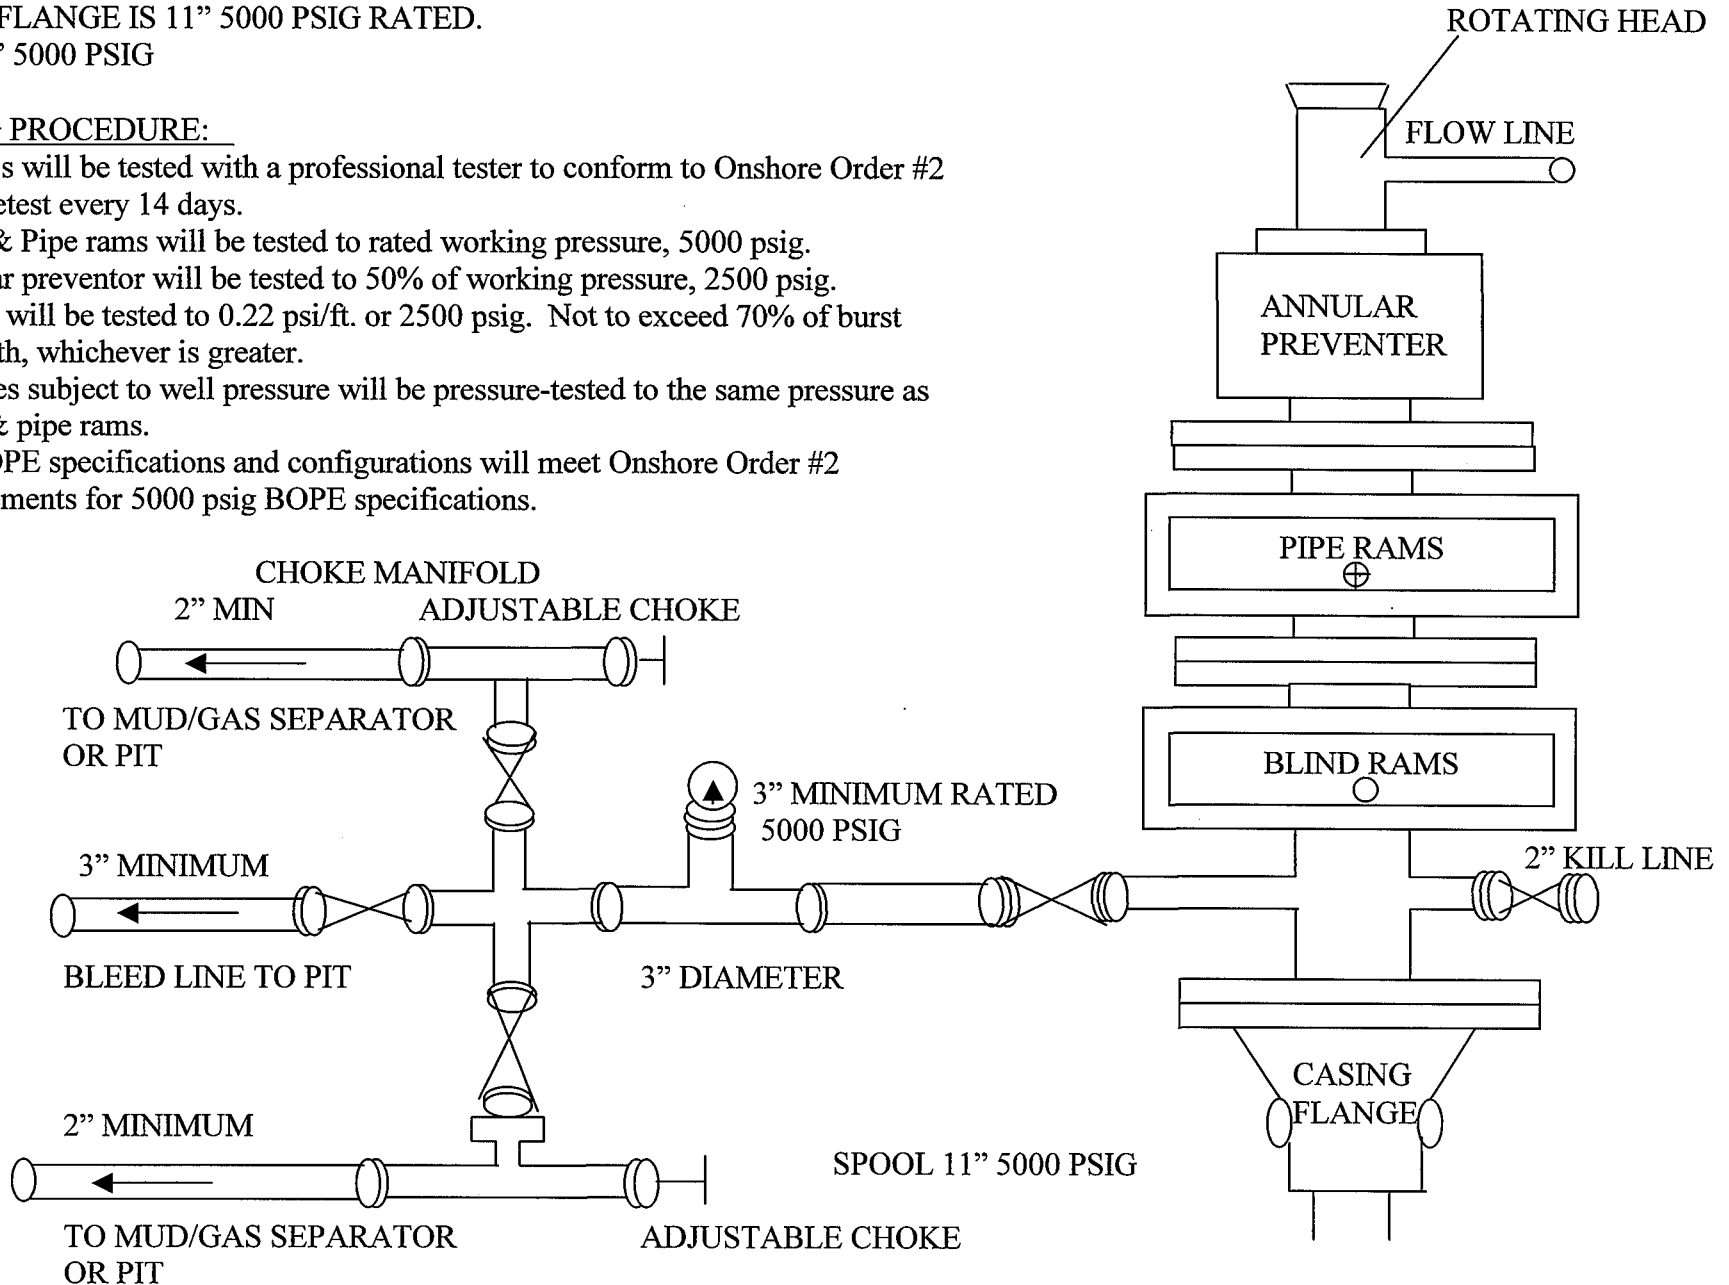 FLANGE IS 11” 5000 PSIG RATED.
” 5000 PSIG
PROCEDURE:
s will be tested with a professional tester to conform to Onshore Order #2
etest every 14 days.
& Pipe rams will be tested to rated working pressure, 5000 psig.
ar preventor will be tested to 50% of working pressure, 2500 psig.
will be tested to 0.22 psi/ft. or 2500 psig. Not to exceed 70% of burst
th, whichever is greater.
es subject to well pressure will be pressure-tested to the same pressure as
& pipe rams.
OPE specifications and configurations will meet Onshore Order #2
ments for 5000 psig BOPE specifications.
ROTATING HEAD
FLOW LINE
ANNULAR
PREVENTER
PIPE RAMS
BLIND RAMS
2” KILL LINE
CASING
FLANGE
CHOKE MANIFOLD
2” MIN
ADJUSTABLE CHOKE
TO MUD/GAS SEPARATOR
OR PIT
3” MINIMUM RATED
5000 PSIG
3” MINIMUM
BLEED LINE TO PIT
3” DIAMETER
2” MINIMUM
SPOOL 11” 5000 PSIG
TO MUD/GAS SEPARATOR
OR PIT
ADJUSTABLE CHOKE